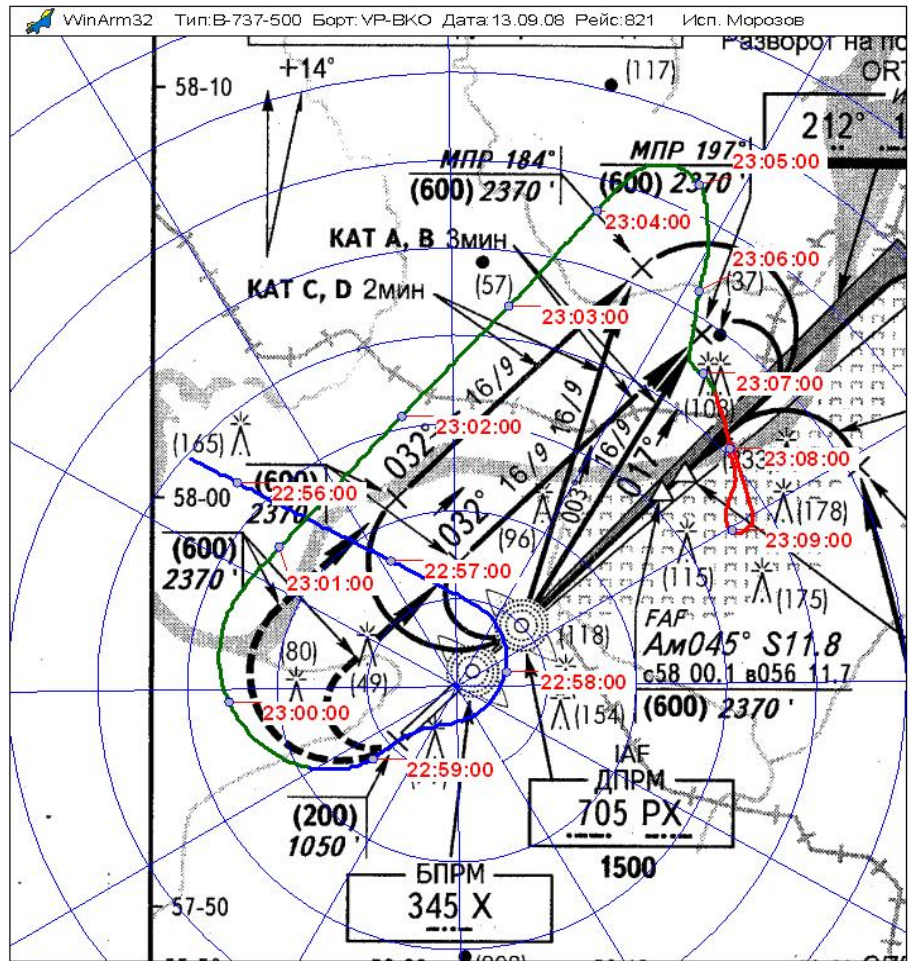 WinArm32 Тип:В-737-500 Борт: VP-BKO Дата:13.09.08 Рейс:821 Исп. Морозов
Разворот на по
ORT
+14°
(117)
58-10
212° 1
МПР 184°
(600) 2370 '
МПР 197°
(600) 2370 '
23:05:00
23:04:00
КАТ А, В 3мин
23:06:00
(57)
(37)
КАТ С, D 2мин
23:03:00
16/9
16/9
23:07:00
(108)
23:02:00
(165)
032°
16/9
16/9
017°
003°
23:08:00
(600)
2370 '
22:56:00
58-00
032°
(96)
(178)
23:09:00
(600)
2370 '
22:57:00
23:01:00
(115)
(175)
(80)
(118)
FAF
Ам045° S11.8
с58 00.1 в056 11.7
(49)
22:58:00
(600) 2370 '
23:00:00
(154)
22:59:00
IAF
ДПРМ
705 PX
1500
(200)
1050 '
БПРМ
345 X
57-50